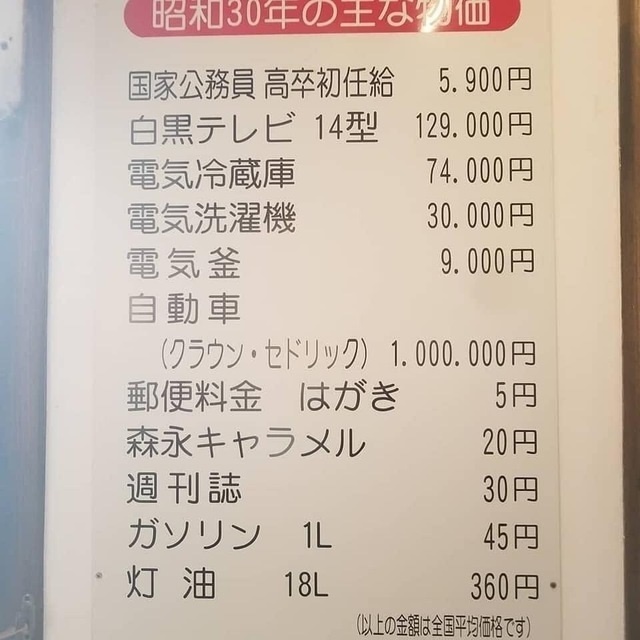 昭和30年の主な物価
国家公務員 高卒初任給 5.900円
白黒テレビ 14型 129.000円
電気冷蔵庫 74.000円
電気洗濯機 30.000円
電気釜 9.000円
自動車
(クラウン・セドリック) 1.000.000円
郵便料金 はがき 5円
森永キャラメル 20円
週刊誌 30円
ガソリン 1L 45円
灯油 18L 360円
(以上の金額は全国平均価格です)